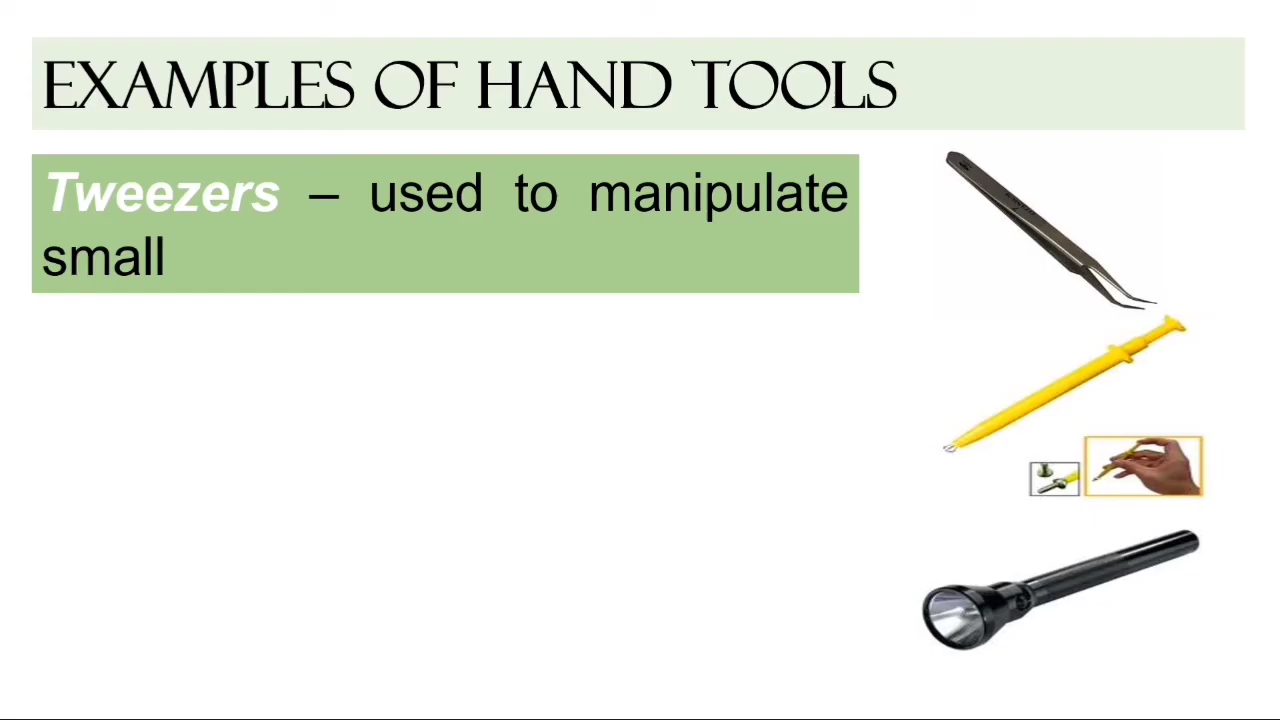 EXAMPLES OF HAND TOOLS
Tweezers – used to manipulate
small